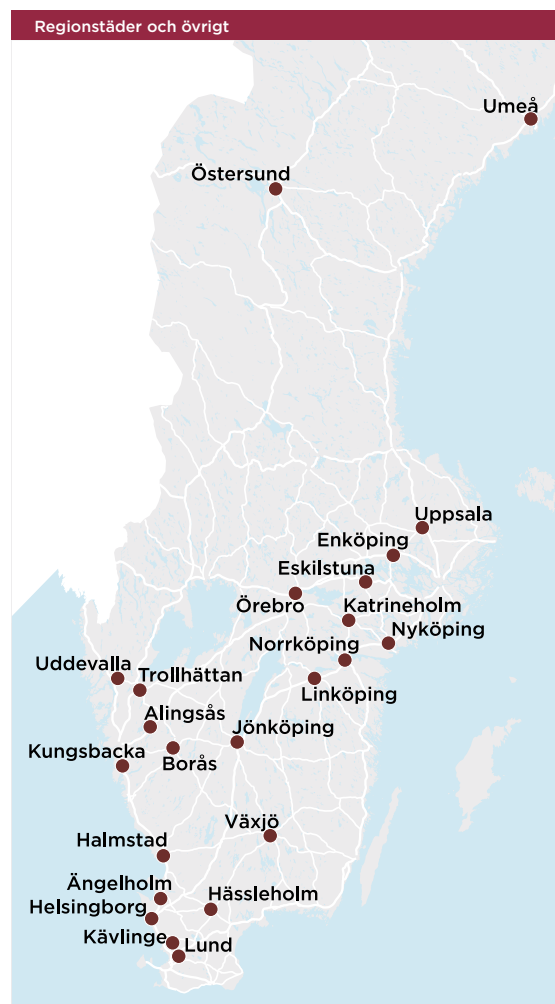 Regionstäder och övrigt
Umeå
Östersund
Uppsala
Enköping
Eskilstuna
Örebro
Katrineholm
Nyköping
Norrköping
Uddevalla
Trollhättan
Linköping
Alingsås
Jönköping
Kungsbacka
Borås
Växjö
Halmstad
Ängelholm
Hässleholm
Helsingborg
Kävlinge
Lund